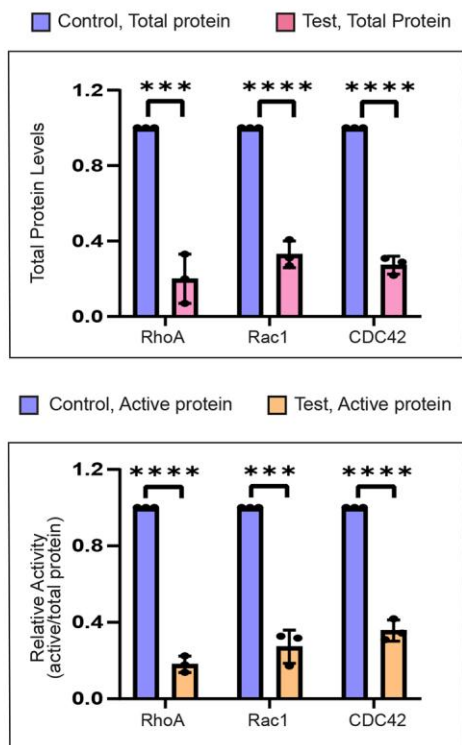 Control, Total protein Test, Total Protein
*** **** ****
1.2
0.8
0.4
0.0
Total Protein Levels
RhoA Rac1 CDC42
Control, Active protein Test, Active protein
**** *** ****
1.2
0.8
0.4
0.0
Relative Activity
(active/total protein)
RhoA Rac1 CDC42